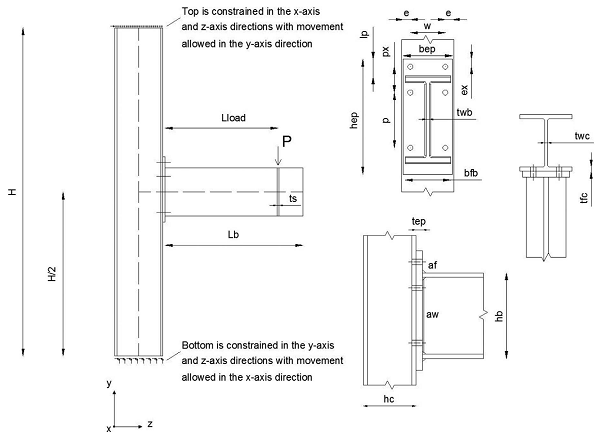 Top is constrained in the x-axis
and z-axis directions with movement
allowed in the y-axis direction
H
H/2
Lload
P
ts
Lb
Bottom is constrained in the y-axis
and z-axis directions with movement
allowed in the x-axis direction
y
x
z
e
e
w
bep
lp
px
ex
hep
p
twb
bfb
twc
tfc
tep
af
aw
hb
hc